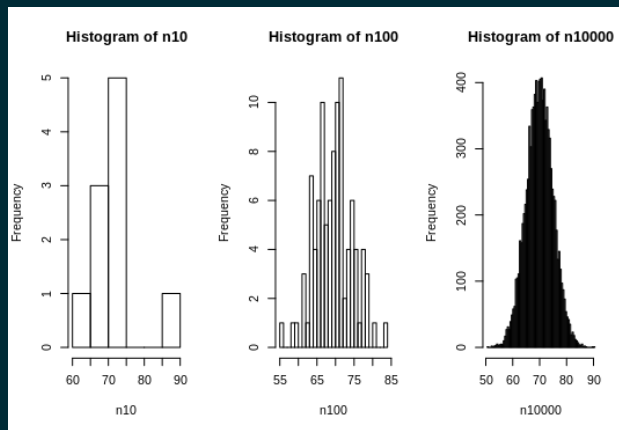 Histogram of n10
Frequency
5
4
3
2
1
0
60 70 80 90
n10
Histogram of n100
Frequency
10
8
6
4
2
0
55 65 75 85
n100
Histogram of n10000
Frequency
400
300
200
100
0
50 60 70 80 90
n10000